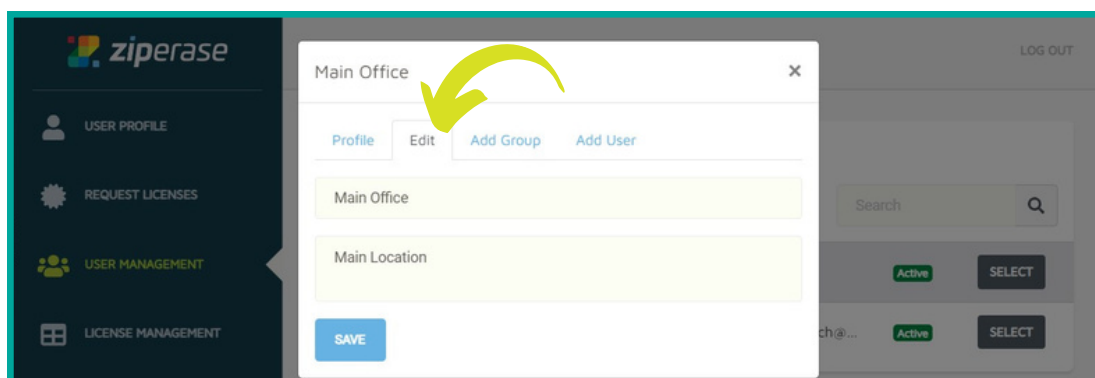 ziperase
LOG OUT
Main Office
×
USER PROFILE
Profile Edit Add Group Add User
REQUEST LICENSES
Main Office
Search
USER MANAGEMENT
Main Location
Active SELECT
LICENSE MANAGEMENT
SAVE
ch@... Active SELECT